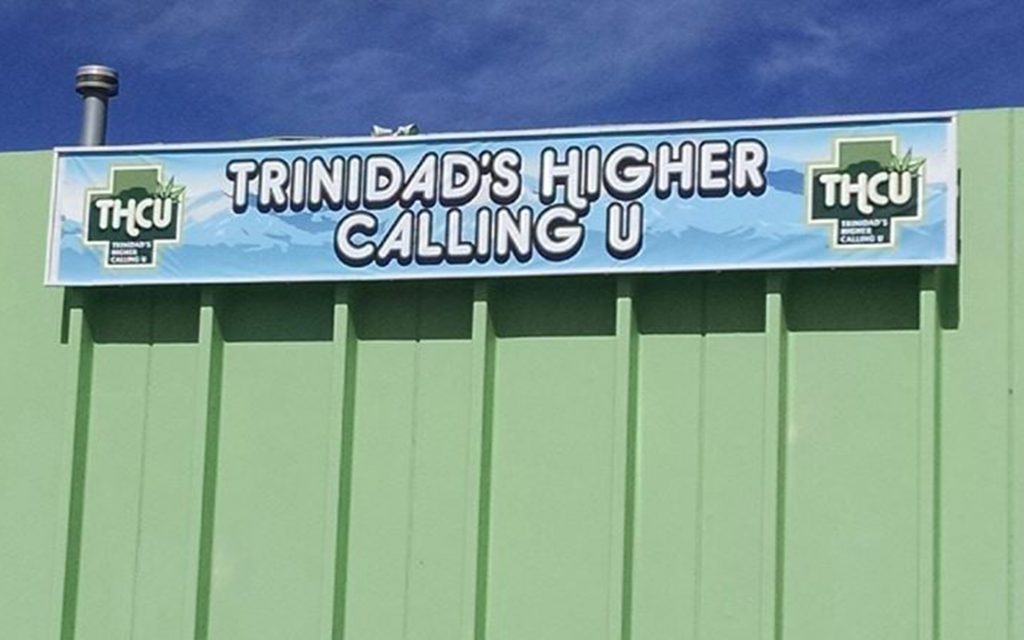 TRINIDAD'S HIGHER
CALLING U
THCU
TRINIDAD'S
HIGHER
CALLING U
THCU
TRINIDAD'S
HIGHER
CALLING U